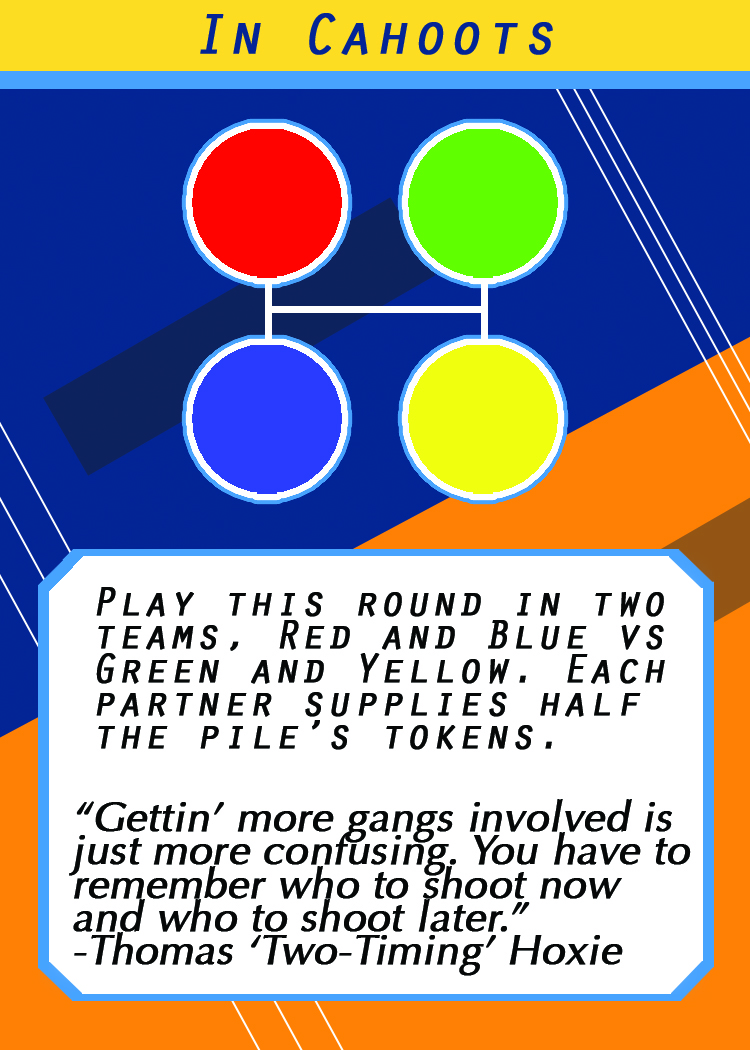 In Cahoots
Play this round in two
teams, Red and Blue vs
Green and Yellow. Each
partner supplies half
the pile's tokens.
“Gettin’ more gangs involved is
just more confusing. You have to
remember who to shoot now
and who to shoot later.”
-Thomas ‘Two-Timing’ Hoxie